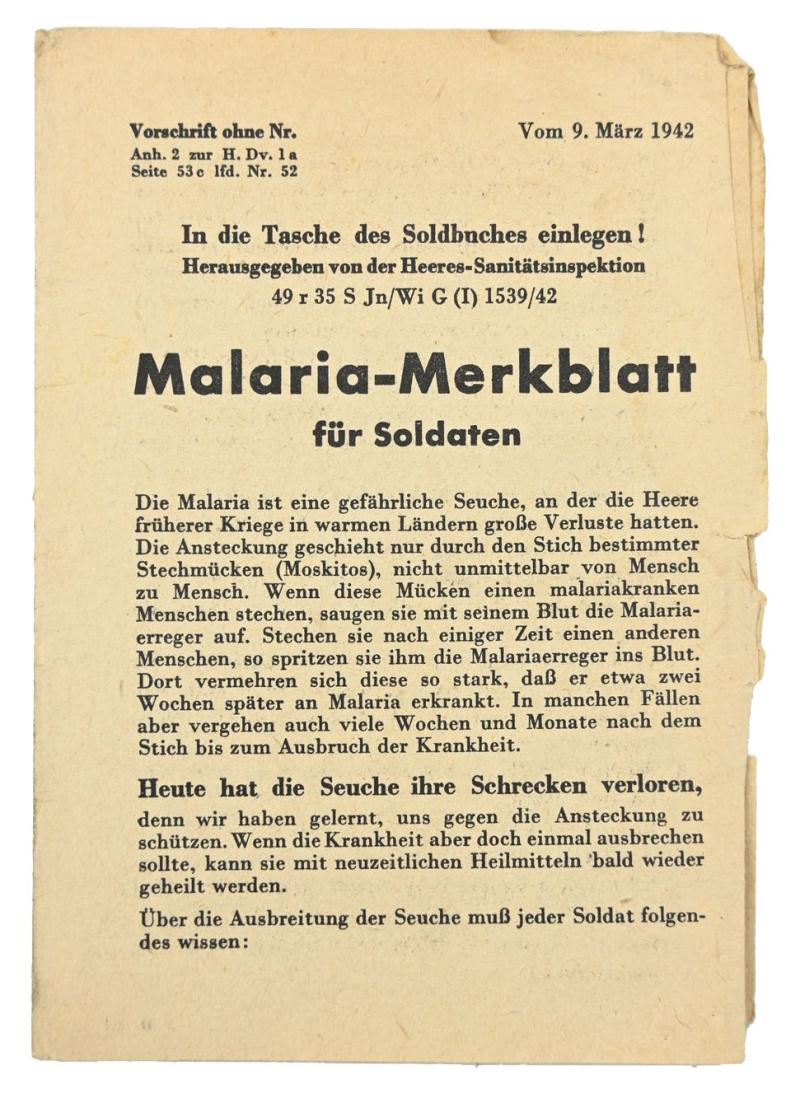 Vorschrift ohne Nr.
Anh. 2 zur H. Dv. 1a
Seite 53c lfd. Nr. 52
Vom 9. März 1942
In die Tasche des Soldbuches einlegen!
Herausgegeben von der Heeres-Sanitätsinspektion
49 r 35 S Jn/Wi G (I) 1539/42
Malaria-Merkblatt
für Soldaten
Die Malaria ist eine gefährliche Seuche, an der die Heere
früherer Kriege in warmen Ländern große Verluste hatten.
Die Ansteckung geschieht nur durch den Stich bestimmter
Stechmücken (Moskitos), nicht unmittelbar von Mensch
zu Mensch. Wenn diese Mücken einen malariakranken
Menschen stechen, saugen sie mit seinem Blut die Malaria-
erreger auf. Stechen sie nach einiger Zeit einen anderen
Menschen, so spritzen sie ihm die Malariaerreger ins Blut.
Dort vermehren sich diese so stark, daß er etwa zwei
Wochen später an Malaria erkrankt. In manchen Fällen
aber vergehen auch viele Wochen und Monate nach dem
Stich bis zum Ausbruch der Krankheit.
Heute hat die Seuche ihre Schrecken verloren,
denn wir haben gelernt, uns gegen die Ansteckung zu
schützen. Wenn die Krankheit aber doch einmal ausbrechen
sollte, kann sie mit neuzeitlichen Heilmitteln bald wieder
geheilt werden.
Über die Ausbreitung der Seuche muß jeder Soldat folgen-
des wissen: